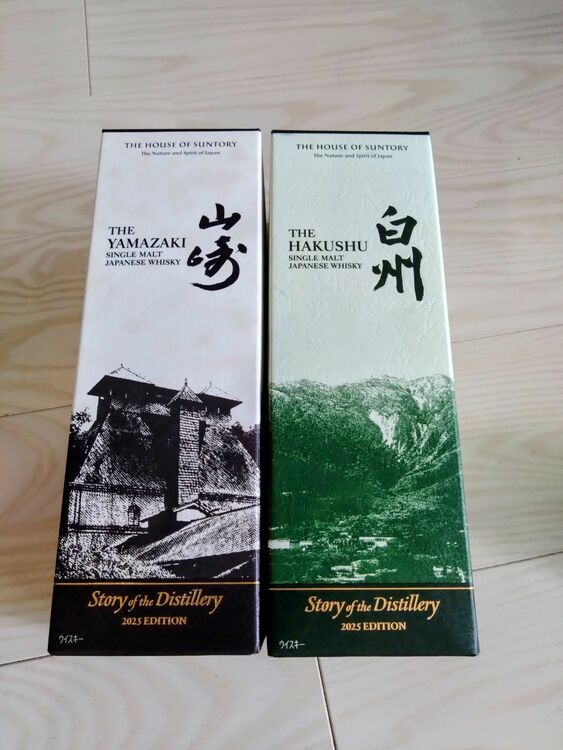 THE HOUSE OF SUNTORY
The Nature and Spirit of Japan
THE
YAMAZAKI
SINGLE MALT
JAPANESE WHISKY
山崎
Story of the Distillery
2025 EDITION
ウイスキー
THE HOUSE OF SUNTORY
The Nature and Spirit of Japan
THE
HAKUSHU
SINGLE MALT
JAPANESE WHISKY
白州
Story of the Distillery
2025 EDITION
ウイスキー